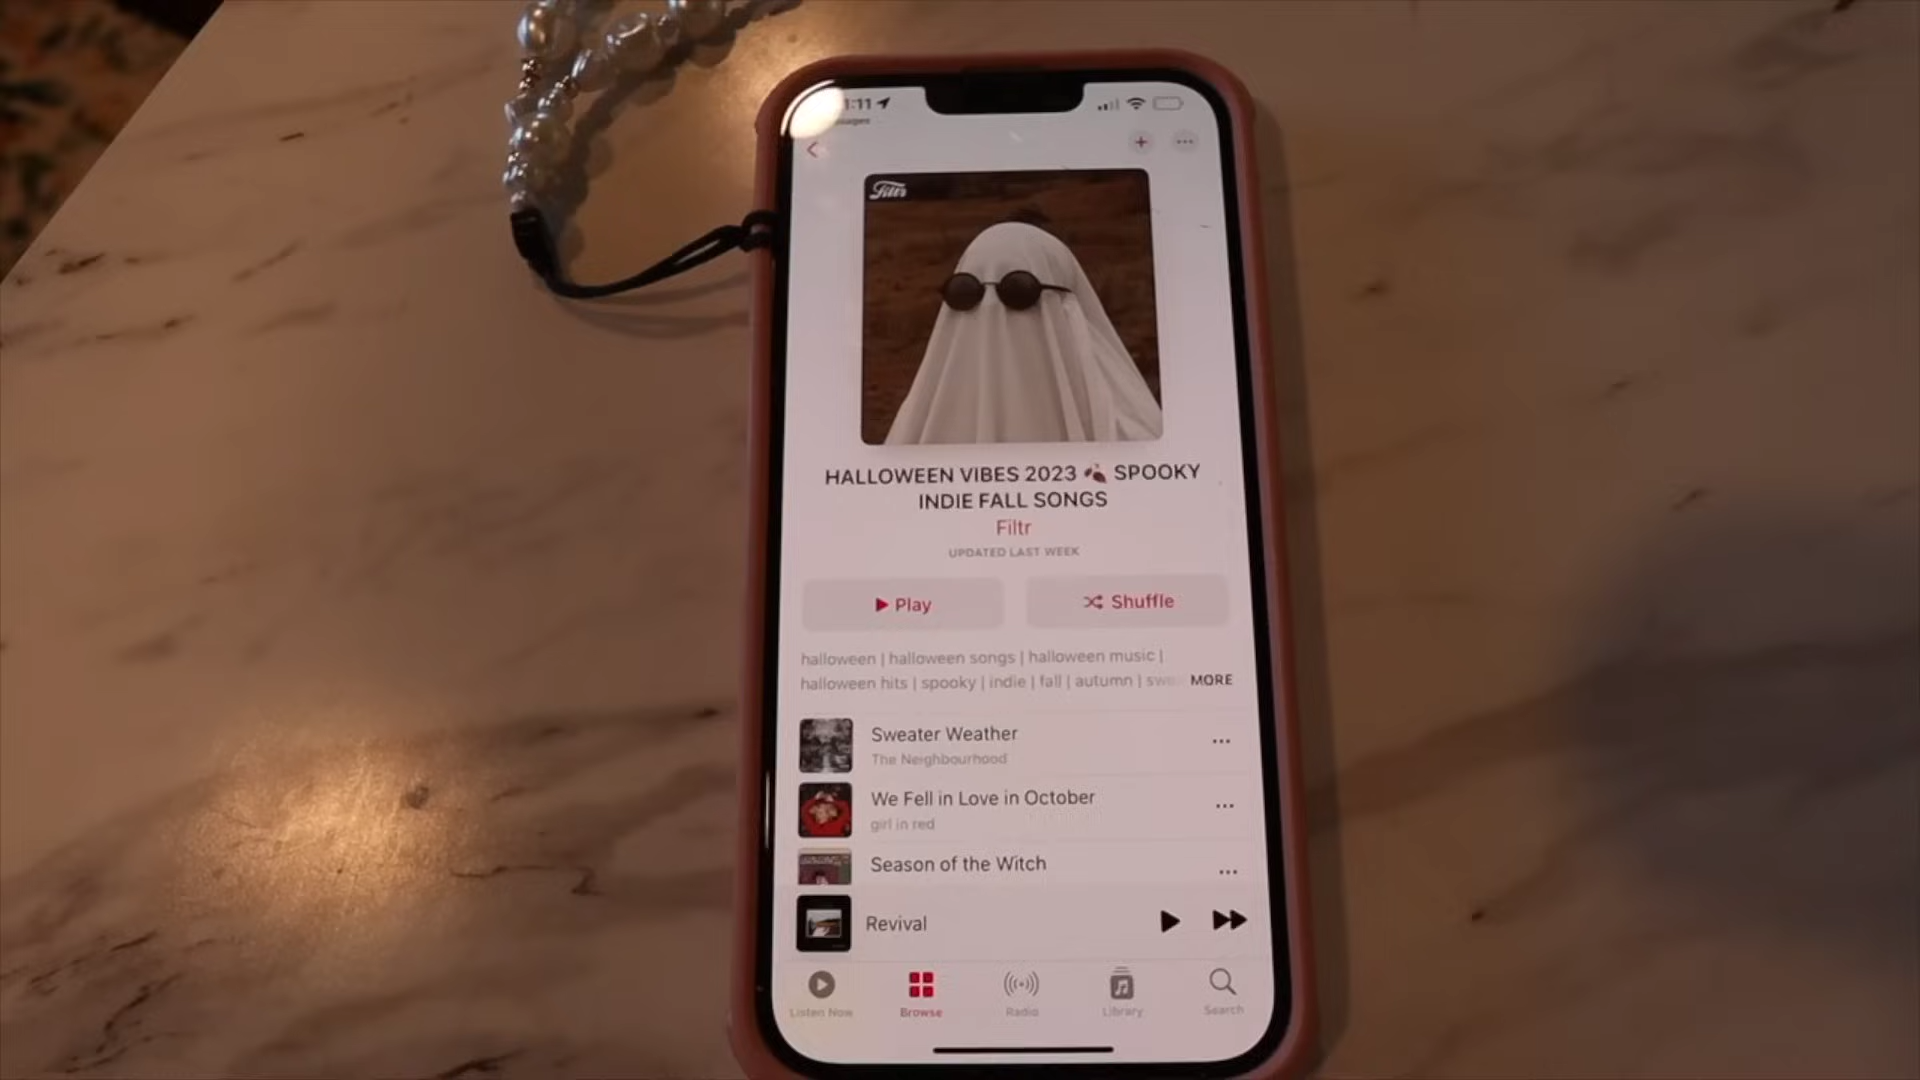 Filtr
HALLOWEEN VIBES 2023 🍂 SPOOKY
INDIE FALL SONGS
Filtr
UPDATED LAST WEEK
Play
Shuffle
halloween | halloween songs | halloween music |
halloween hits | spooky | indie | fall | autumn | MORE
Sweater Weather
The Neighbourhood
We Fell in Love in October
girl in red
Season of the Witch
Revival
Listen Now
Browse
Radio
Library
Search